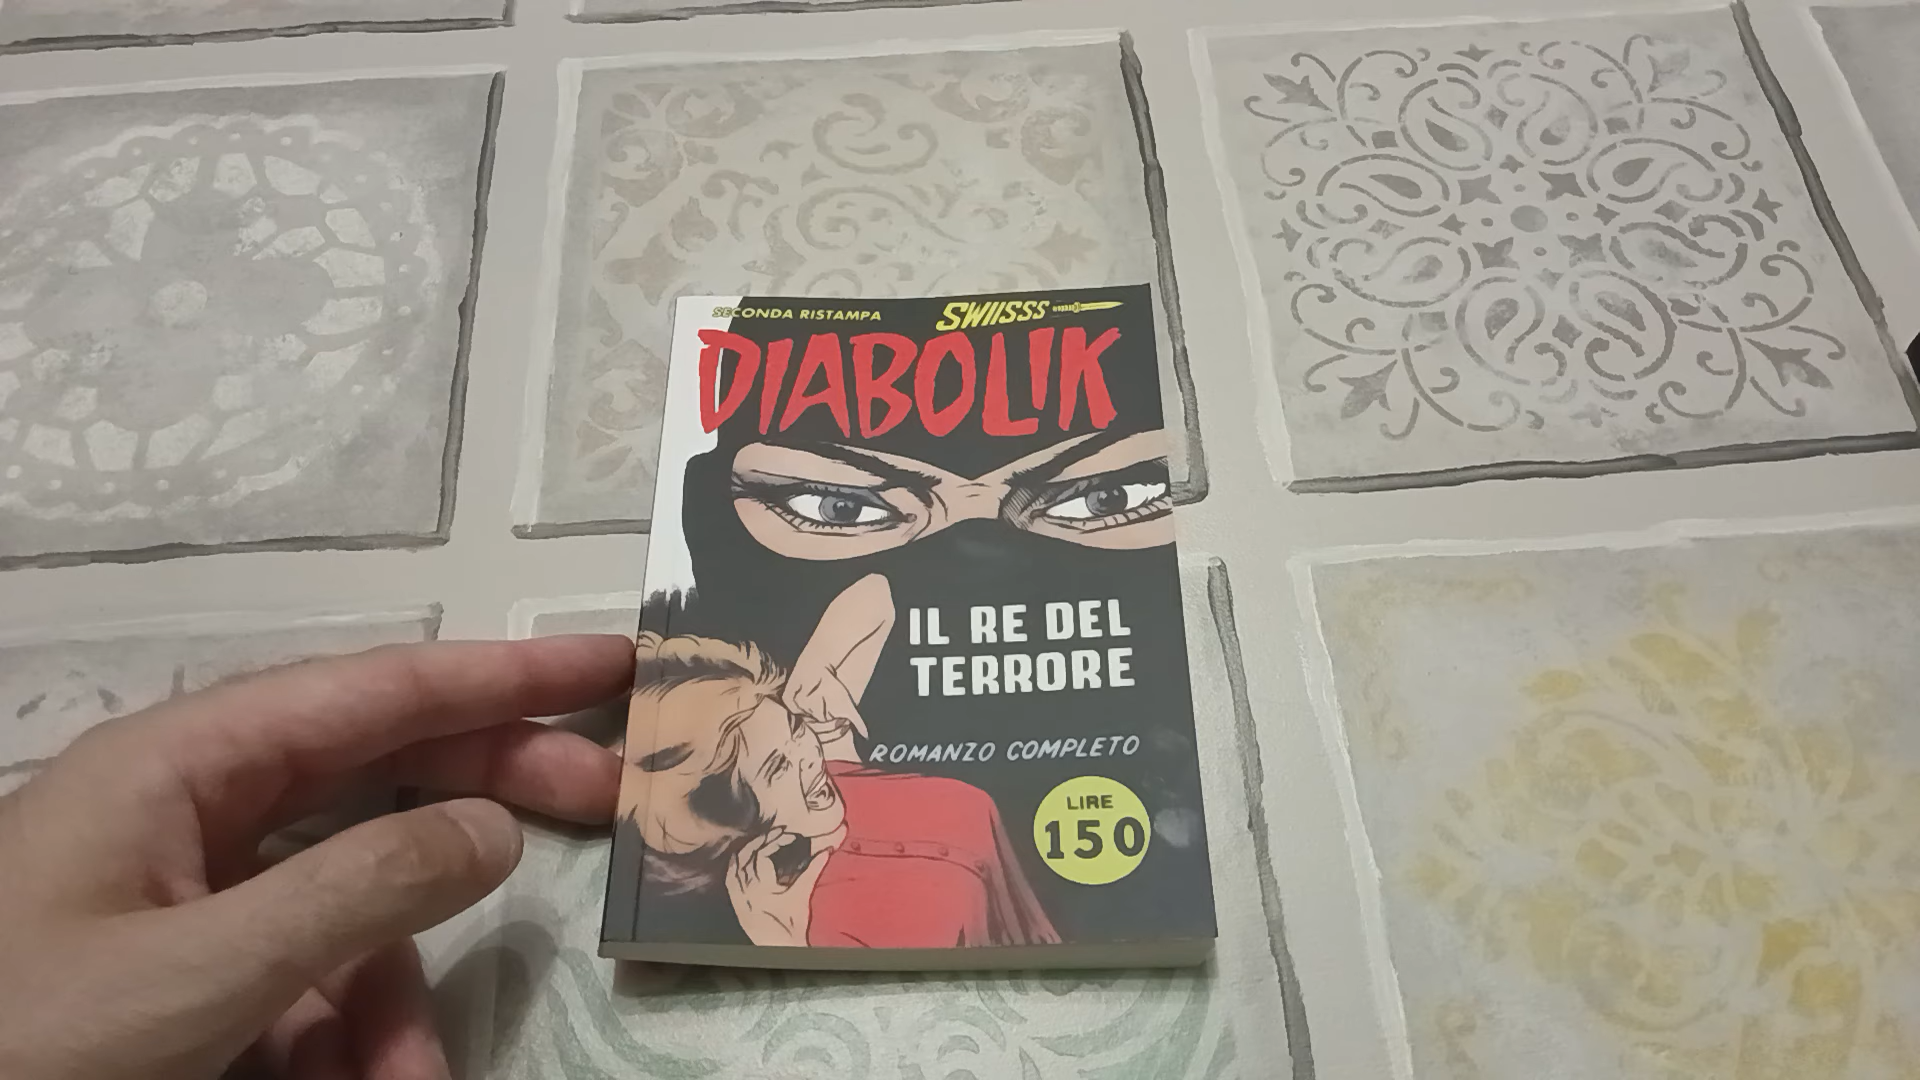 SECONDA RISTAMPA
SWIISSS
DIABOLIK
IL RE DEL
TERRORE
ROMANZO COMPLETO
LIRE
150